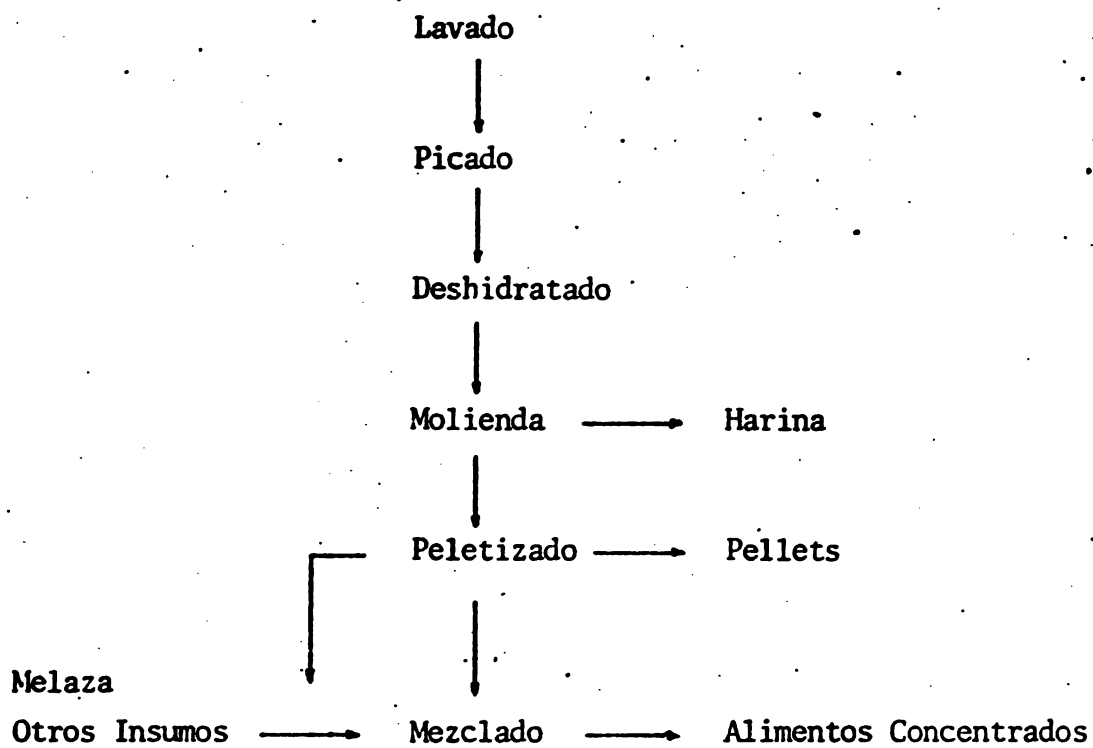 Lavado
Picado
Deshidratado
Molienda Harina
Peletizado Pellets
Melaza
Otros Insumos Mezclado Alimentos Concentrados